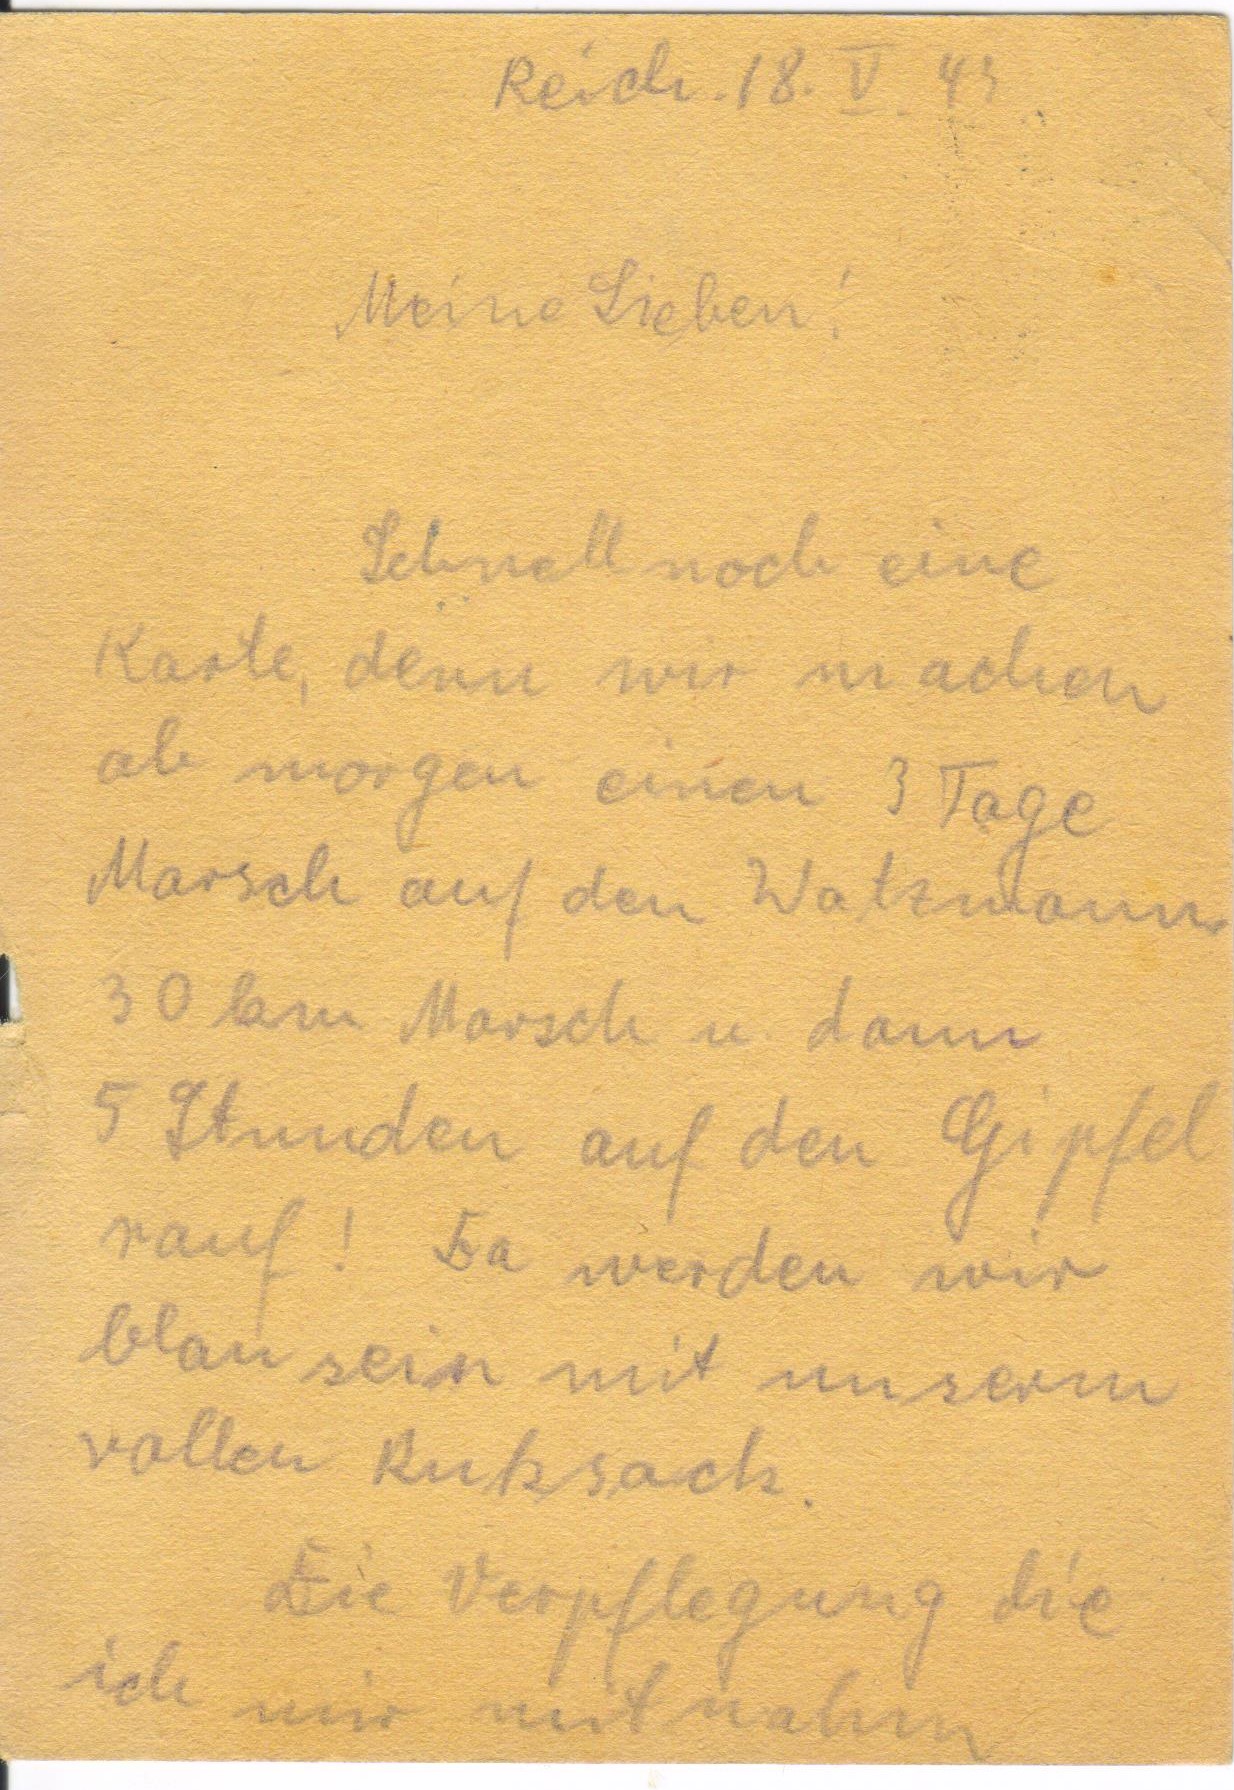 Reich. 18. V. 43.
Meine Lieben!
Schnell noch eine
Karte, denn wir machen
ab morgen einen 3 Tage
Marsch auf den Watzmann.
30 km Marsch u. dann
5 Stunden auf den Gipfel
rauf! Da werden wir
blau sein mit unserm
vollen Ruksack.
Die Verpflegung die
ich mir mitnahm